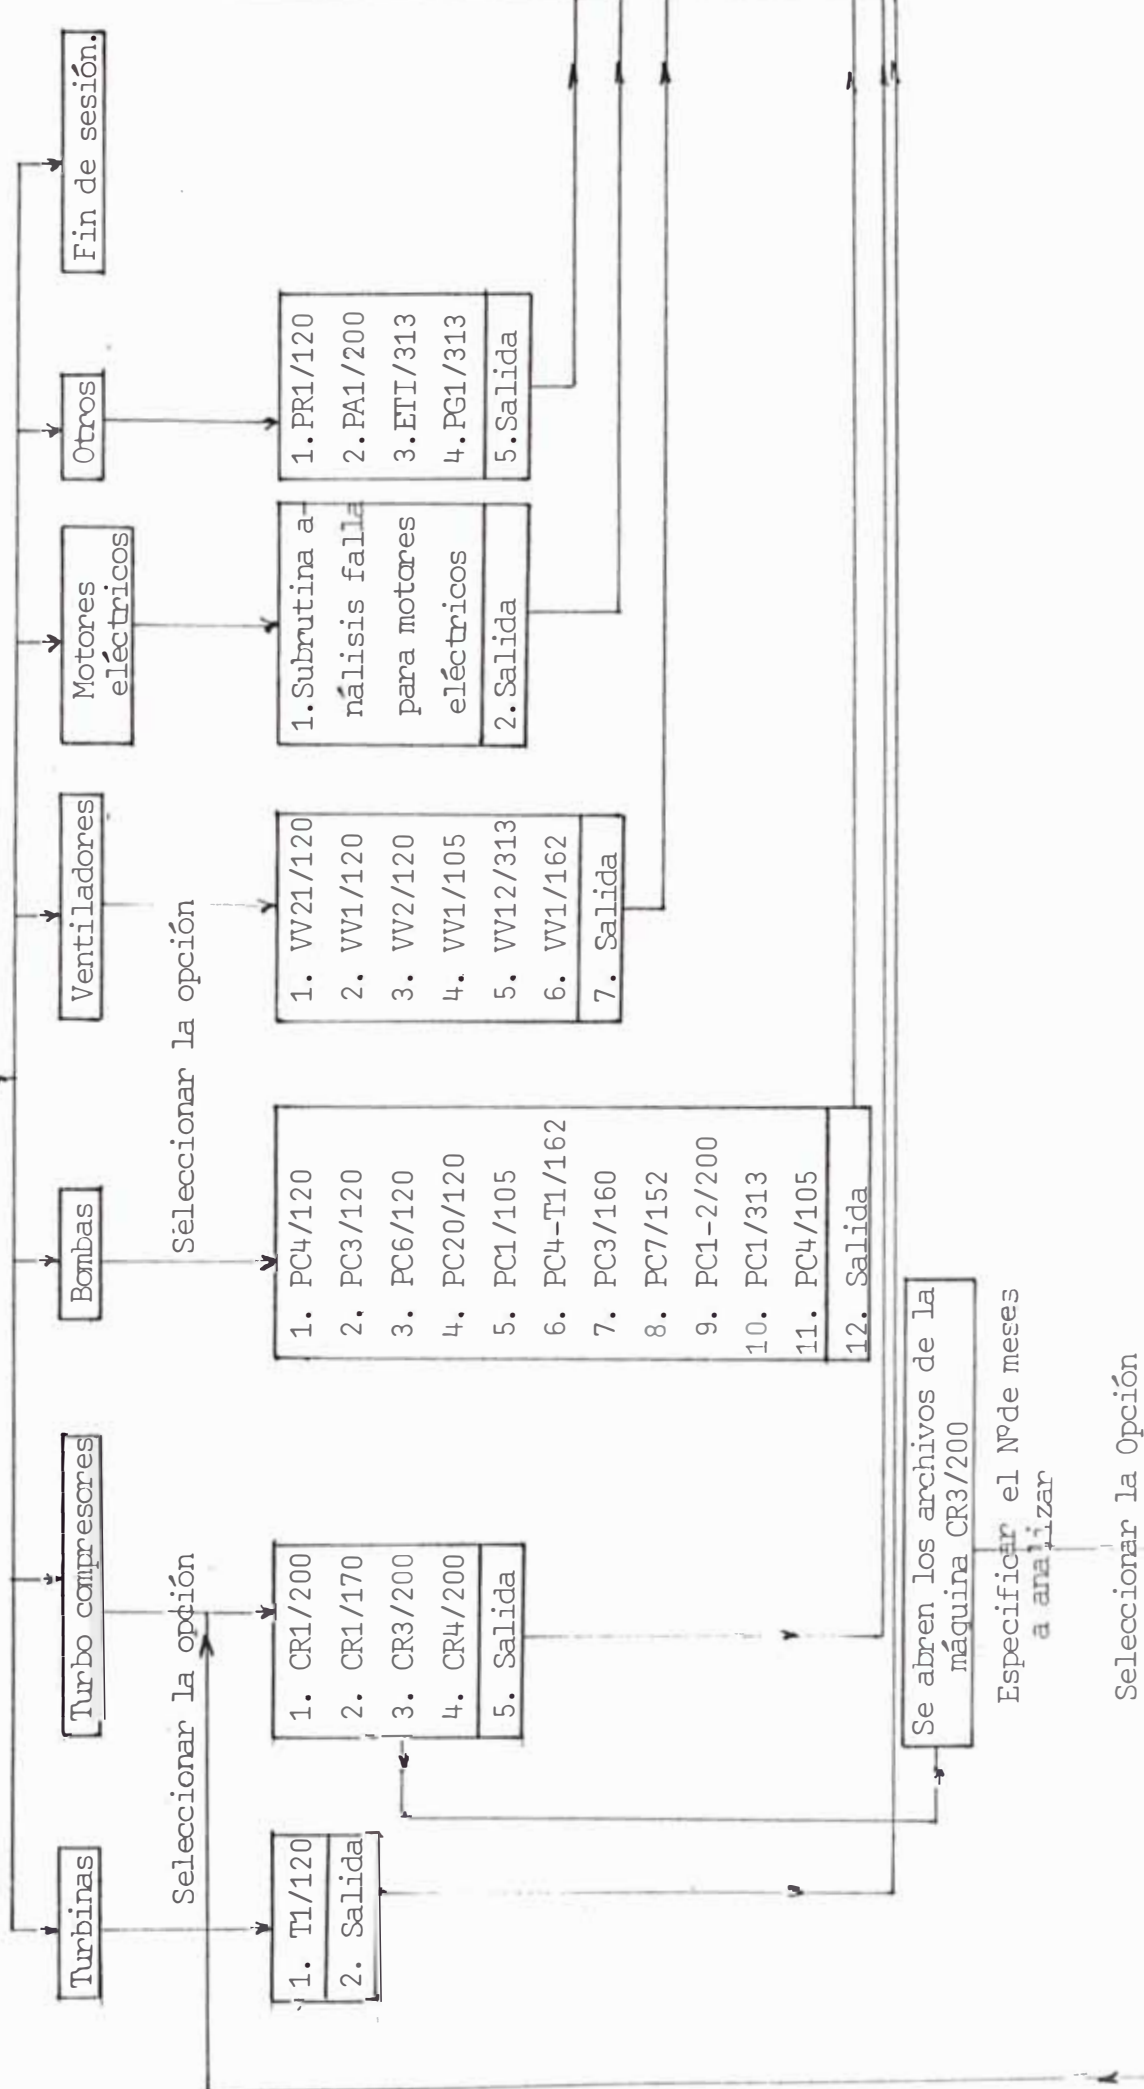 Turbinas
Turbo compresores
Bombas
Ventiladores
Motores
eléctricos
Otros
Fin de sesión.
Seleccionar la opción
Seleccionar la opción
1. T1/120
2. Salida
1. CR1/200
2. CR1/170
3. CR3/200
4. CR4/200
5. Salida
1. PC4/120
2. PC3/120
3. PC6/120
4. PC20/120
5. PC1/105
6. PC4-T1/162
7. PC3/160
8. PC7/152
9. PC1-2/200
10. PC1/313
11. PC4/105
12. Salida
1. VV21/120
2. VV1/120
3. VV2/120
4. VV1/105
5. VV12/313
6. VV1/162
7. Salida
1.Subrutina a-
nálisis falla
para motores
eléctricos
2.Salida
1.PR1/120
2.PA1/200
3.ETI/313
4.PG1/313
5.Salida
Se abren los archivos de la
máquina CR3/200
Especificar el Nº de meses
a analizar
Seleccionar la Opción